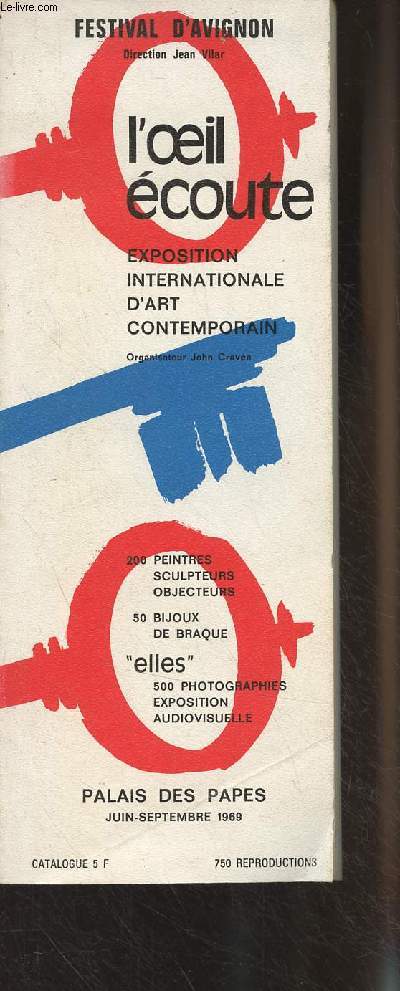 Le-livre.com
FESTIVAL D'AVIGNON
Direction Jean Vilar
l'œil
écoute
EXPOSITION
INTERNATIONALE
D'ART
CONTEMPORAIN
Organisateur John Craven
200 PEINTRES
SCULPTEURS
OBJECTEURS
50 BIJOUX
DE BRAQUE
"elles"
500 PHOTOGRAPHIES
EXPOSITION
AUDIOVISUELLE
PALAIS DES PAPES
JUIN-SEPTEMBRE 1969
CATALOGUE 5 F 750 REPRODUCTIONS